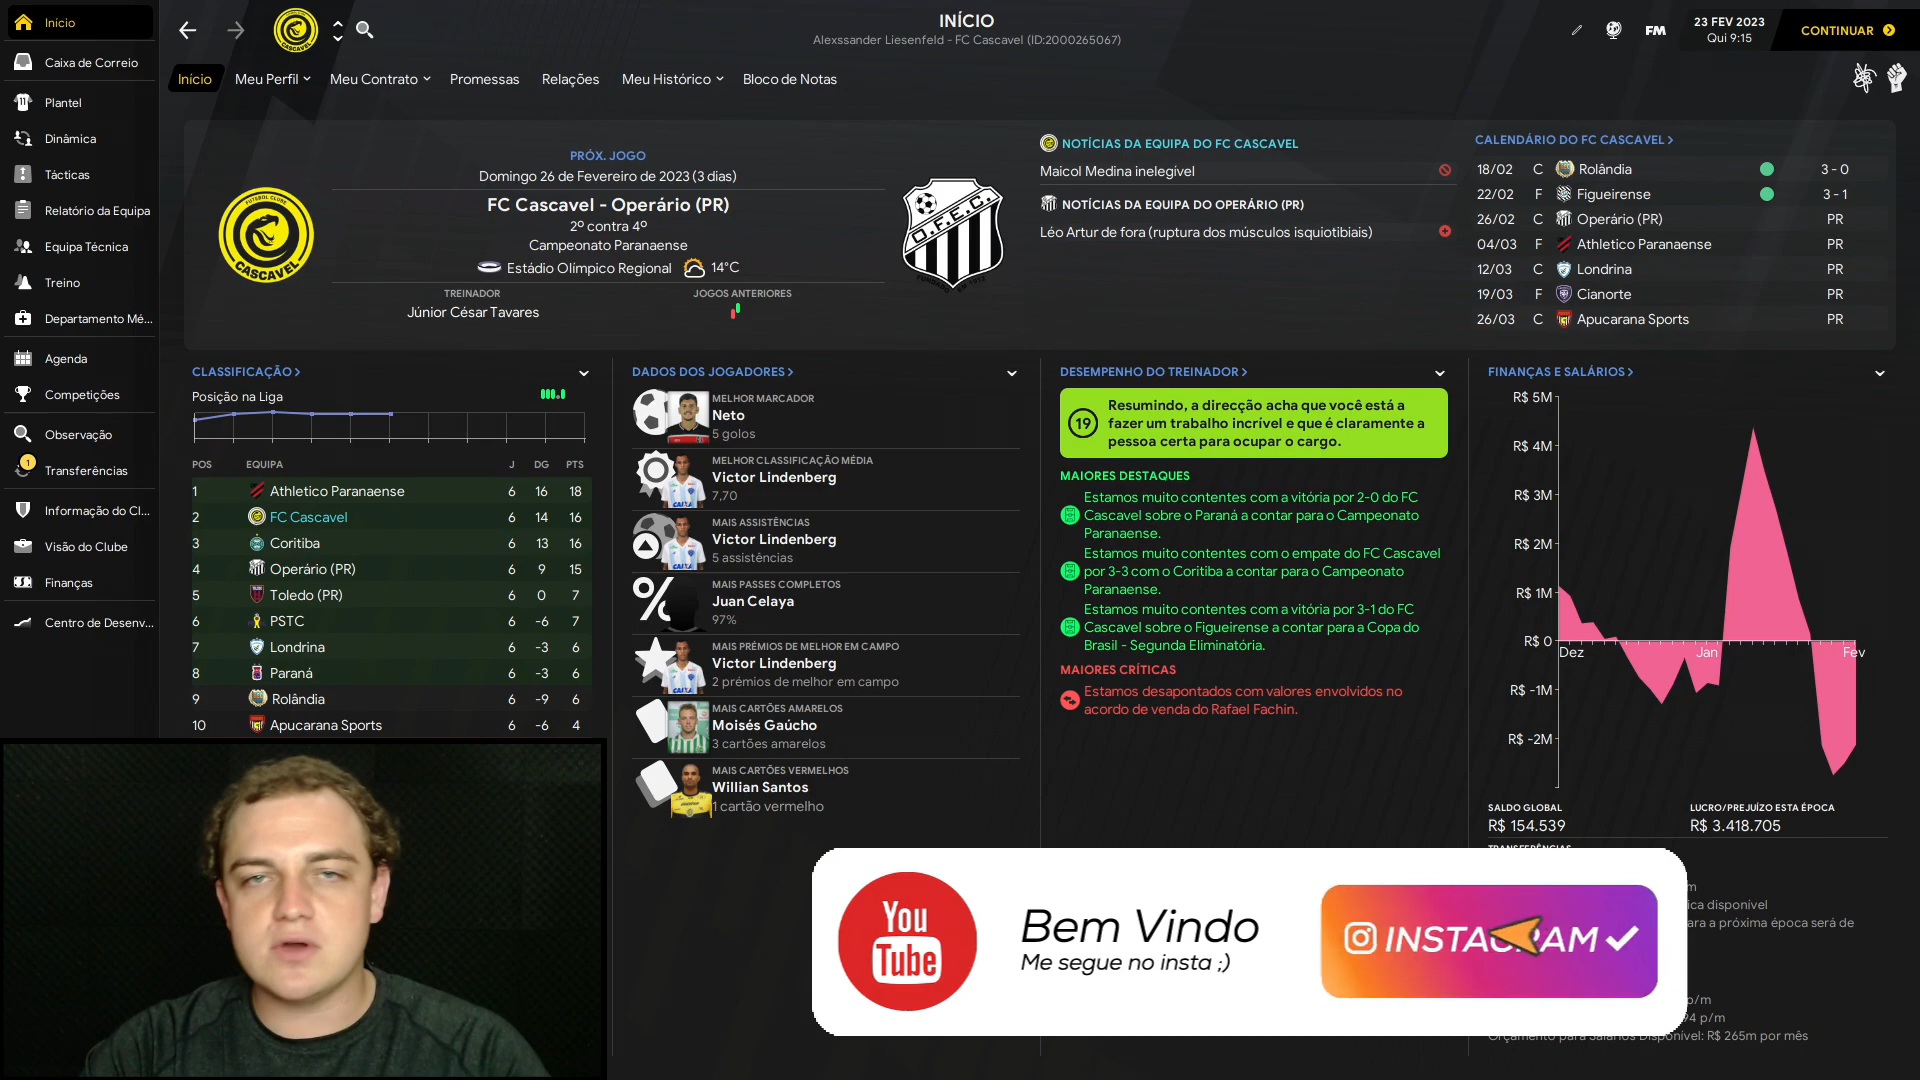 Início
Caixa de Correio
Plantel
Dinâmica
Tácticas
Relatório da Equipa
Equipa Técnica
Treino
Departamento Mé...
Agenda
Competições
Observação
1
Transferências
Informação do Cl...
Visão do Clube
Finanças
Centro de Desenv...
CASCAVEL
INÍCIO
Alexssander Liesenfeld - FC Cascavel (ID:2000265067)
FM
23 FEV 2023
Qui 9:15
CONTINUAR
Início
Meu Perfil
Meu Contrato
Promessas
Relações
Meu Histórico
Bloco de Notas
FUTEBOL CLUBE
CASCAVEL
PRÓX. JOGO
Domingo 26 de Fevereiro de 2023 (3 dias)
FC Cascavel - Operário (PR)
2º contra 4º
Campeonato Paranaense
Estádio Olímpico Regional 14°C
TREINADOR
Júnior César Tavares
JOGOS ANTERIORES
O.F.E.C.
NOTÍCIAS DA EQUIPA DO FC CASCAVEL
Maicol Medina inelegível
NOTÍCIAS DA EQUIPA DO OPERÁRIO (PR)
Léo Artur de fora (ruptura dos músculos isquiotibiais)
CALENDÁRIO DO FC CASCAVEL >
18/02 C Rolândia 3 - 0
22/02 F Figueirense 3 - 1
26/02 C Operário (PR) PR
04/03 F Athletico Paranaense PR
12/03 C Londrina PR
19/03 F Cianorte PR
26/03 C Apucarana Sports PR
CLASSIFICAÇÃO >
Posição na Liga
POS EQUIPA J DG PTS
1 Athletico Paranaense 6 16 18
2 FC Cascavel 6 14 16
3 Coritiba 6 13 16
4 Operário (PR) 6 9 15
5 Toledo (PR) 6 0 7
6 PSTC 6 -6 7
7 Londrina 6 -3 6
8 Paraná 6 -3 6
9 Rolândia 6 -9 6
10 Apucarana Sports 6 -6 4
DADOS DOS JOGADORES >
MELHOR MARCADOR
Neto
5 golos
MELHOR CLASSIFICAÇÃO MÉDIA
Victor Lindenberg
7,70
MAIS ASSISTÊNCIAS
Victor Lindenberg
5 assistências
MAIS PASSES COMPLETOS
Juan Celaya
97%
MAIS PRÉMIOS DE MELHOR EM CAMPO
Victor Lindenberg
2 prémios de melhor em campo
MAIS CARTÕES AMARELOS
Moisés Gaúcho
3 cartões amarelos
MAIS CARTÕES VERMELHOS
Willian Santos
1 cartão vermelho
DESEMPENHO DO TREINADOR >
19
Resumindo, a direcção acha que você está a
fazer um trabalho incrível e que é claramente a
pessoa certa para ocupar o cargo.
MAIORES DESTAQUES
Estamos muito contentes com a vitória por 2-0 do FC
Cascavel sobre o Paraná a contar para o Campeonato
Paranaense.
Estamos muito contentes com o empate do FC Cascavel
por 3-3 com o Coritiba a contar para o Campeonato
Paranaense.
Estamos muito contentes com a vitória por 3-1 do FC
Cascavel sobre o Figueirense a contar para a Copa do
Brasil - Segunda Eliminatória.
MAIORES CRÍTICAS
Estamos desapontados com valores envolvidos no
acordo de venda do Rafael Fachin.
FINANÇAS E SALÁRIOS >
R$ 5M
R$ 4M
R$ 3M
R$ 2M
R$ 1M
R$ 0
R$ -1M
R$ -2M
Dez Jan Fev
SALDO GLOBAL
R$ 154.539
LUCRO/PREJUÍZO ESTA ÉPOCA
R$ 3.418.705
TRANSFERÊNCIAS
ica disponível
ara a próxima época será de
p/m
94 p/m
Orçamento para Salários Disponível: R$ 265m por mês
You
Tube
Bem Vindo
Me segue no insta ;)
INSTAGRAM